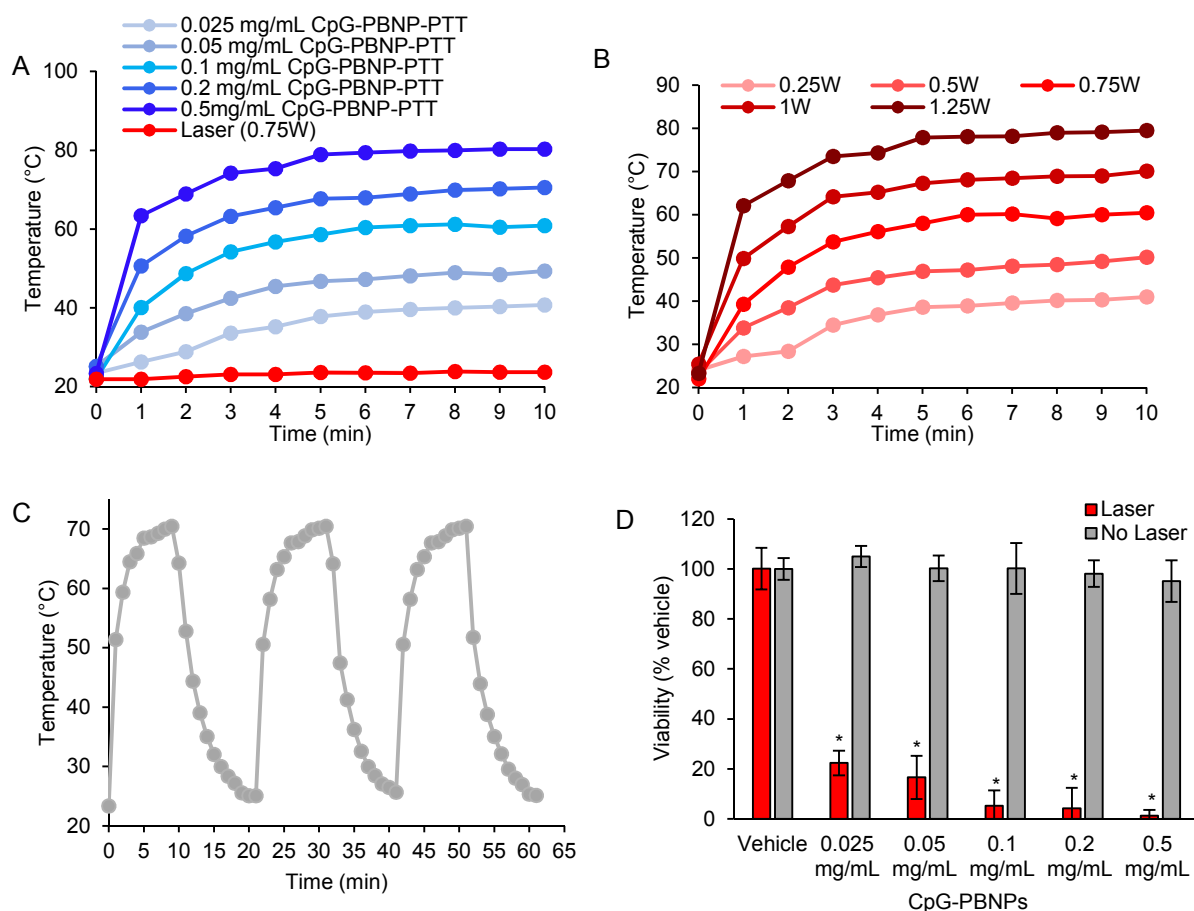 A
0.025 mg/mL CpG-PBNP-PTT
0.05 mg/mL CpG-PBNP-PTT
0.1 mg/mL CpG-PBNP-PTT
0.2 mg/mL CpG-PBNP-PTT
0.5mg/mL CpG-PBNP-PTT
Laser (0.75W)
Temperature (°C)
100
80
60
40
20
0 1 2 3 4 5 6 7 8 9 10
Time (min)
B
0.25W 0.5W 0.75W
1W 1.25W
Temperature (°C)
90
80
70
60
50
40
30
20
0 1 2 3 4 5 6 7 8 9 10
Time (min)
C
Temperature (°C)
70
60
50
40
30
20
0 5 10 15 20 25 30 35 40 45 50 55 60 65
Time (min)
D
Laser
No Laser
Viability (% vehicle)
120
100
80
60
40
20
0
* * * * *
Vehicle 0.025 0.05 0.1 0.2 0.5
mg/mL mg/mL mg/mL mg/mL mg/mL
CpG-PBNPs